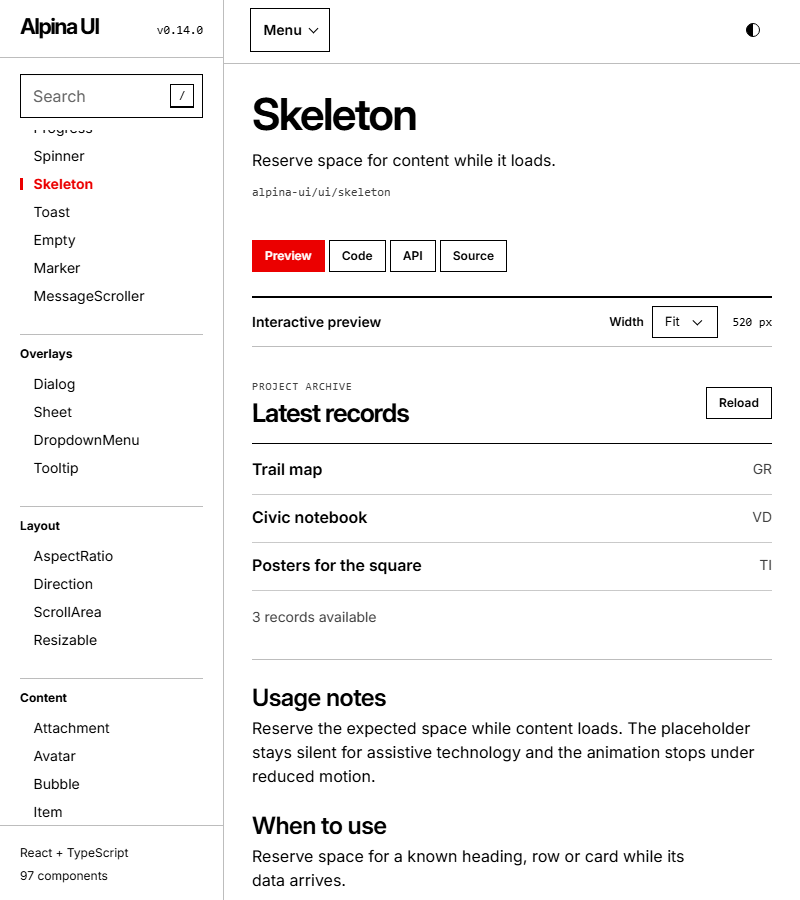 Alpina UI
v0.14.0
Search
/
Progress
Spinner
Skeleton
Toast
Empty
Marker
MessageScroller
Overlays
Dialog
Sheet
DropdownMenu
Tooltip
Layout
AspectRatio
Direction
ScrollArea
Resizable
Content
Attachment
Avatar
Bubble
Item
React + TypeScript
97 components
Menu
Skeleton
Reserve space for content while it loads.
alpina-ui/ui/skeleton
Preview
Code
API
Source
Interactive preview
Width
Fit
520 px
PROJECT ARCHIVE
Latest records
Reload
Trail map
GR
Civic notebook
VD
Posters for the square
TI
3 records available
Usage notes
Reserve the expected space while content loads. The placeholder
stays silent for assistive technology and the animation stops under
reduced motion.
When to use
Reserve space for a known heading, row or card while its
data arrives.